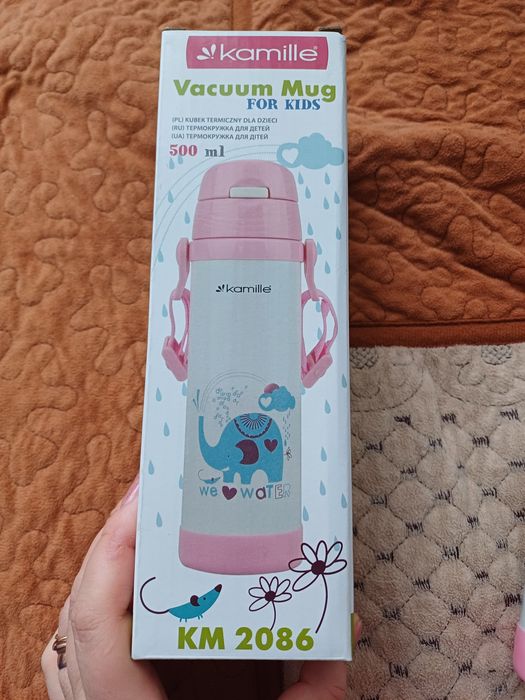 kamille®
Vacuum Mug
FOR KIDS
(PL) KUBEK TERMICZNY DLA DZIECI
(RU) ТЕРМОКРУЖКА ДЛЯ ДЕТЕЙ
(UA) ТЕРМОКРУЖКА ДЛЯ ДІТЕЙ
500 ml
kamille®
we ♥ WATER
KM 2086